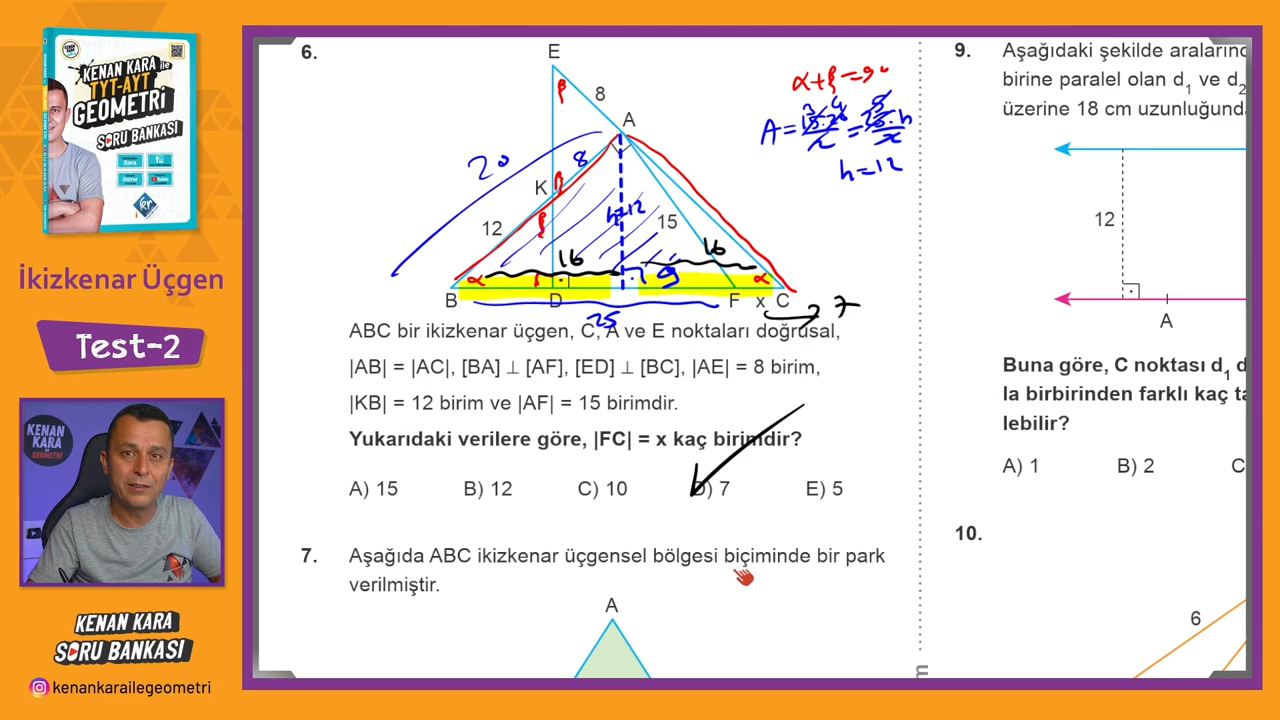 KENAN KARA ile
TYT-AYT
GEOMETRİ
SORU BANKASI
İkizkenar Üçgen
Test-2
KENAN
KARA
ile
GEOMETRİ
KENAN KARA
SORU BANKASI
kenankarailegeometri
6.
E
β
8
A
20
8
K
β
12
β
h=12
15
16
16
α
9
α
B
D
F
x
C
7
25
α+β=90
h=12
ABC bir ikizkenar üçgen, C, A ve E noktaları doğrusal,
|AB| = |AC|, [BA] ⊥ [AF], [ED] ⊥ [BC], |AE| = 8 birim,
|KB| = 12 birim ve |AF| = 15 birimdir.
Yukarıdaki verilere göre, |FC| = x kaç birimdir?
A) 15 B) 12 C) 10 D) 7 E) 5
7. Aşağıda ABC ikizkenar üçgensel bölgesi biçiminde bir park
verilmiştir.
A
9. Aşağıdaki şekilde araların
birine paralel olan d1 ve d2
üzerine 18 cm uzunluğund
12
A
Buna göre, C noktası d1 d
la birbirinden farklı kaç ta
lebilir?
A) 1 B) 2 C
10.
6